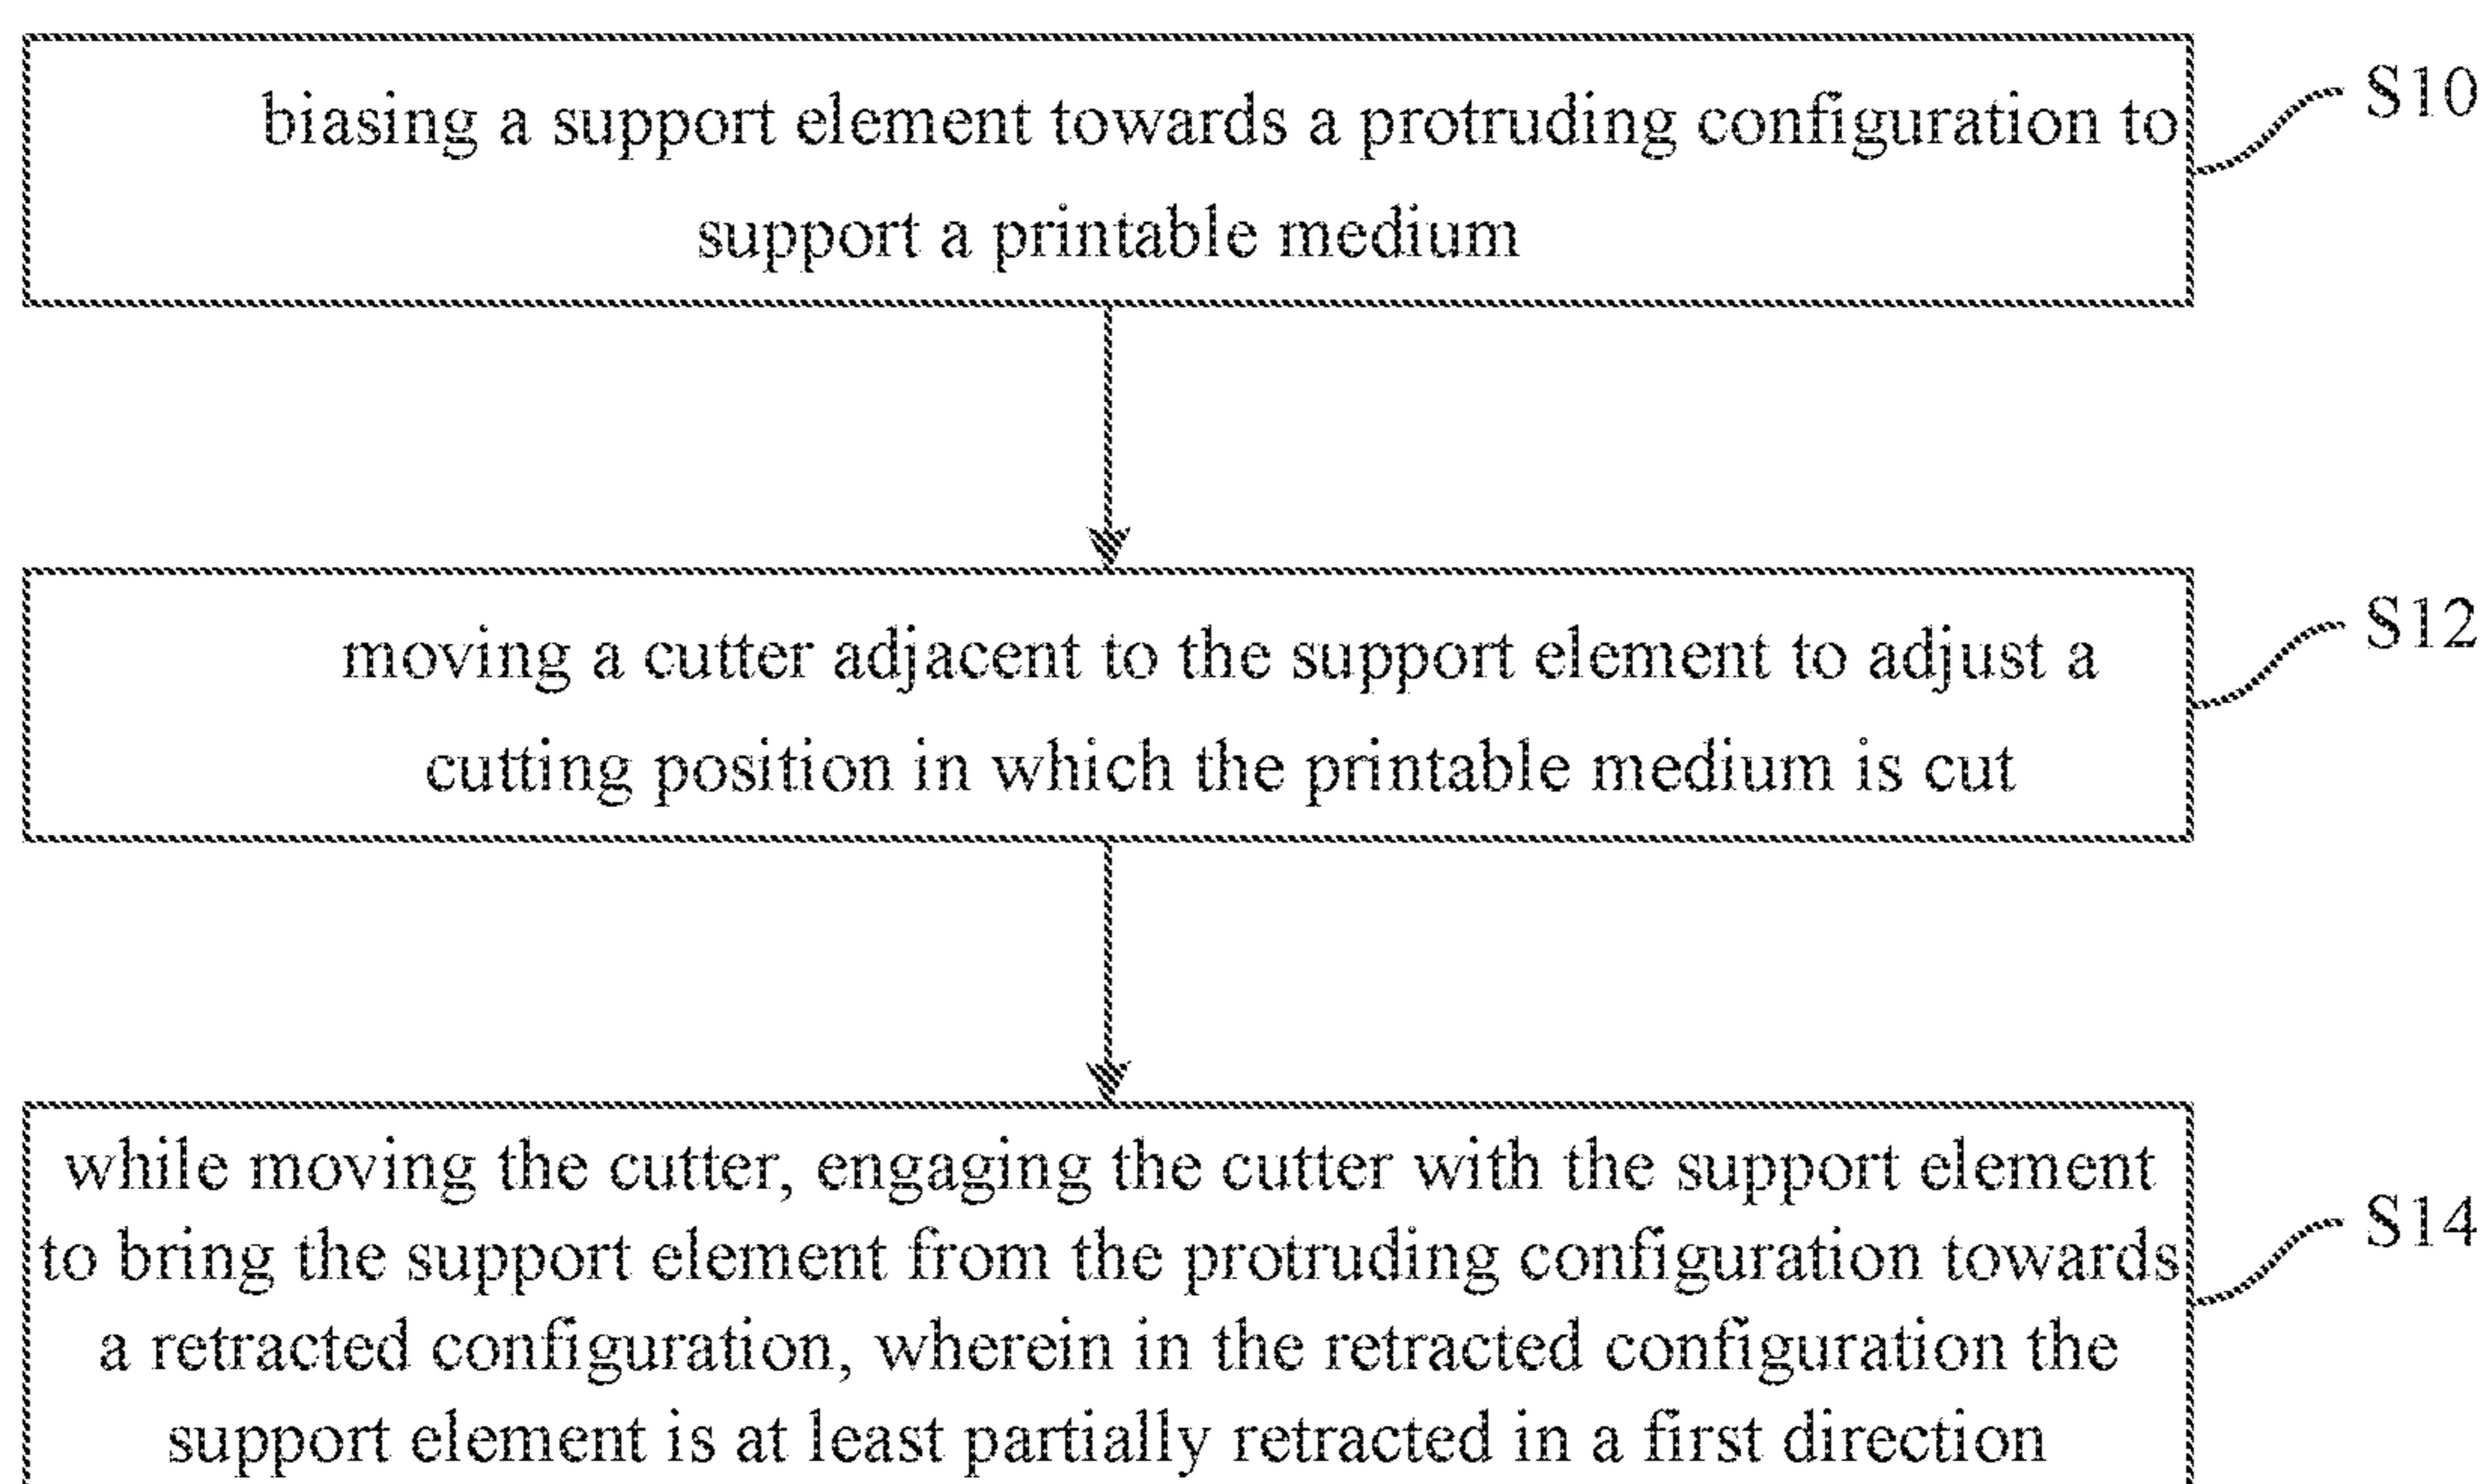 biasing a support element towards a protruding configuration to
S10
support a printable medium
moving a cutter adjacent to the support element to adjust a
S12
cutting position in which the printable medium is cut
while moving the cutter, engaging the cutter with the support element
to bring the support element from the protruding configuration towards
S14
a retracted configuration, wherein in the retracted configuration the
support element is at least partially retracted in a first direction